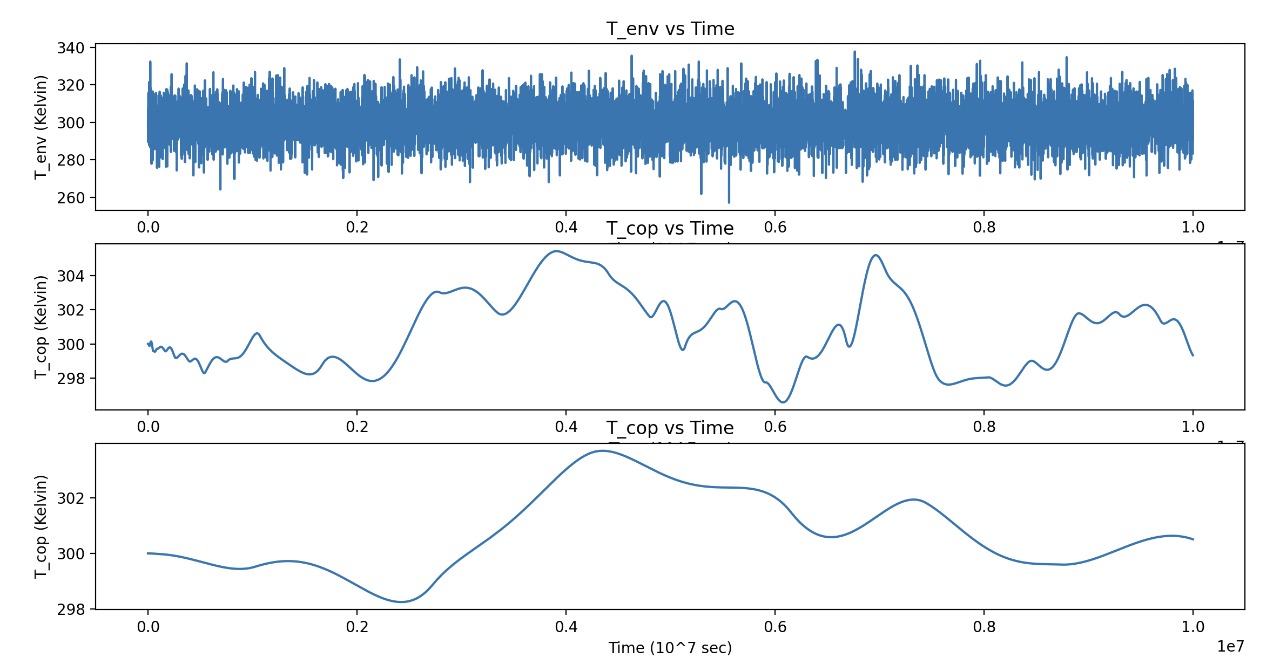 T_env vs Time
T_env (Kelvin)
340
320
300
280
260
0.0 0.2 0.4 0.6 0.8 1.0
T_cop vs Time
T_cop (Kelvin)
304
302
300
298
0.0 0.2 0.4 0.6 0.8 1.0
T_cop vs Time
T_cop (Kelvin)
302
300
298
0.0 0.2 0.4 0.6 0.8 1.0
Time (10^7 sec)
1e7